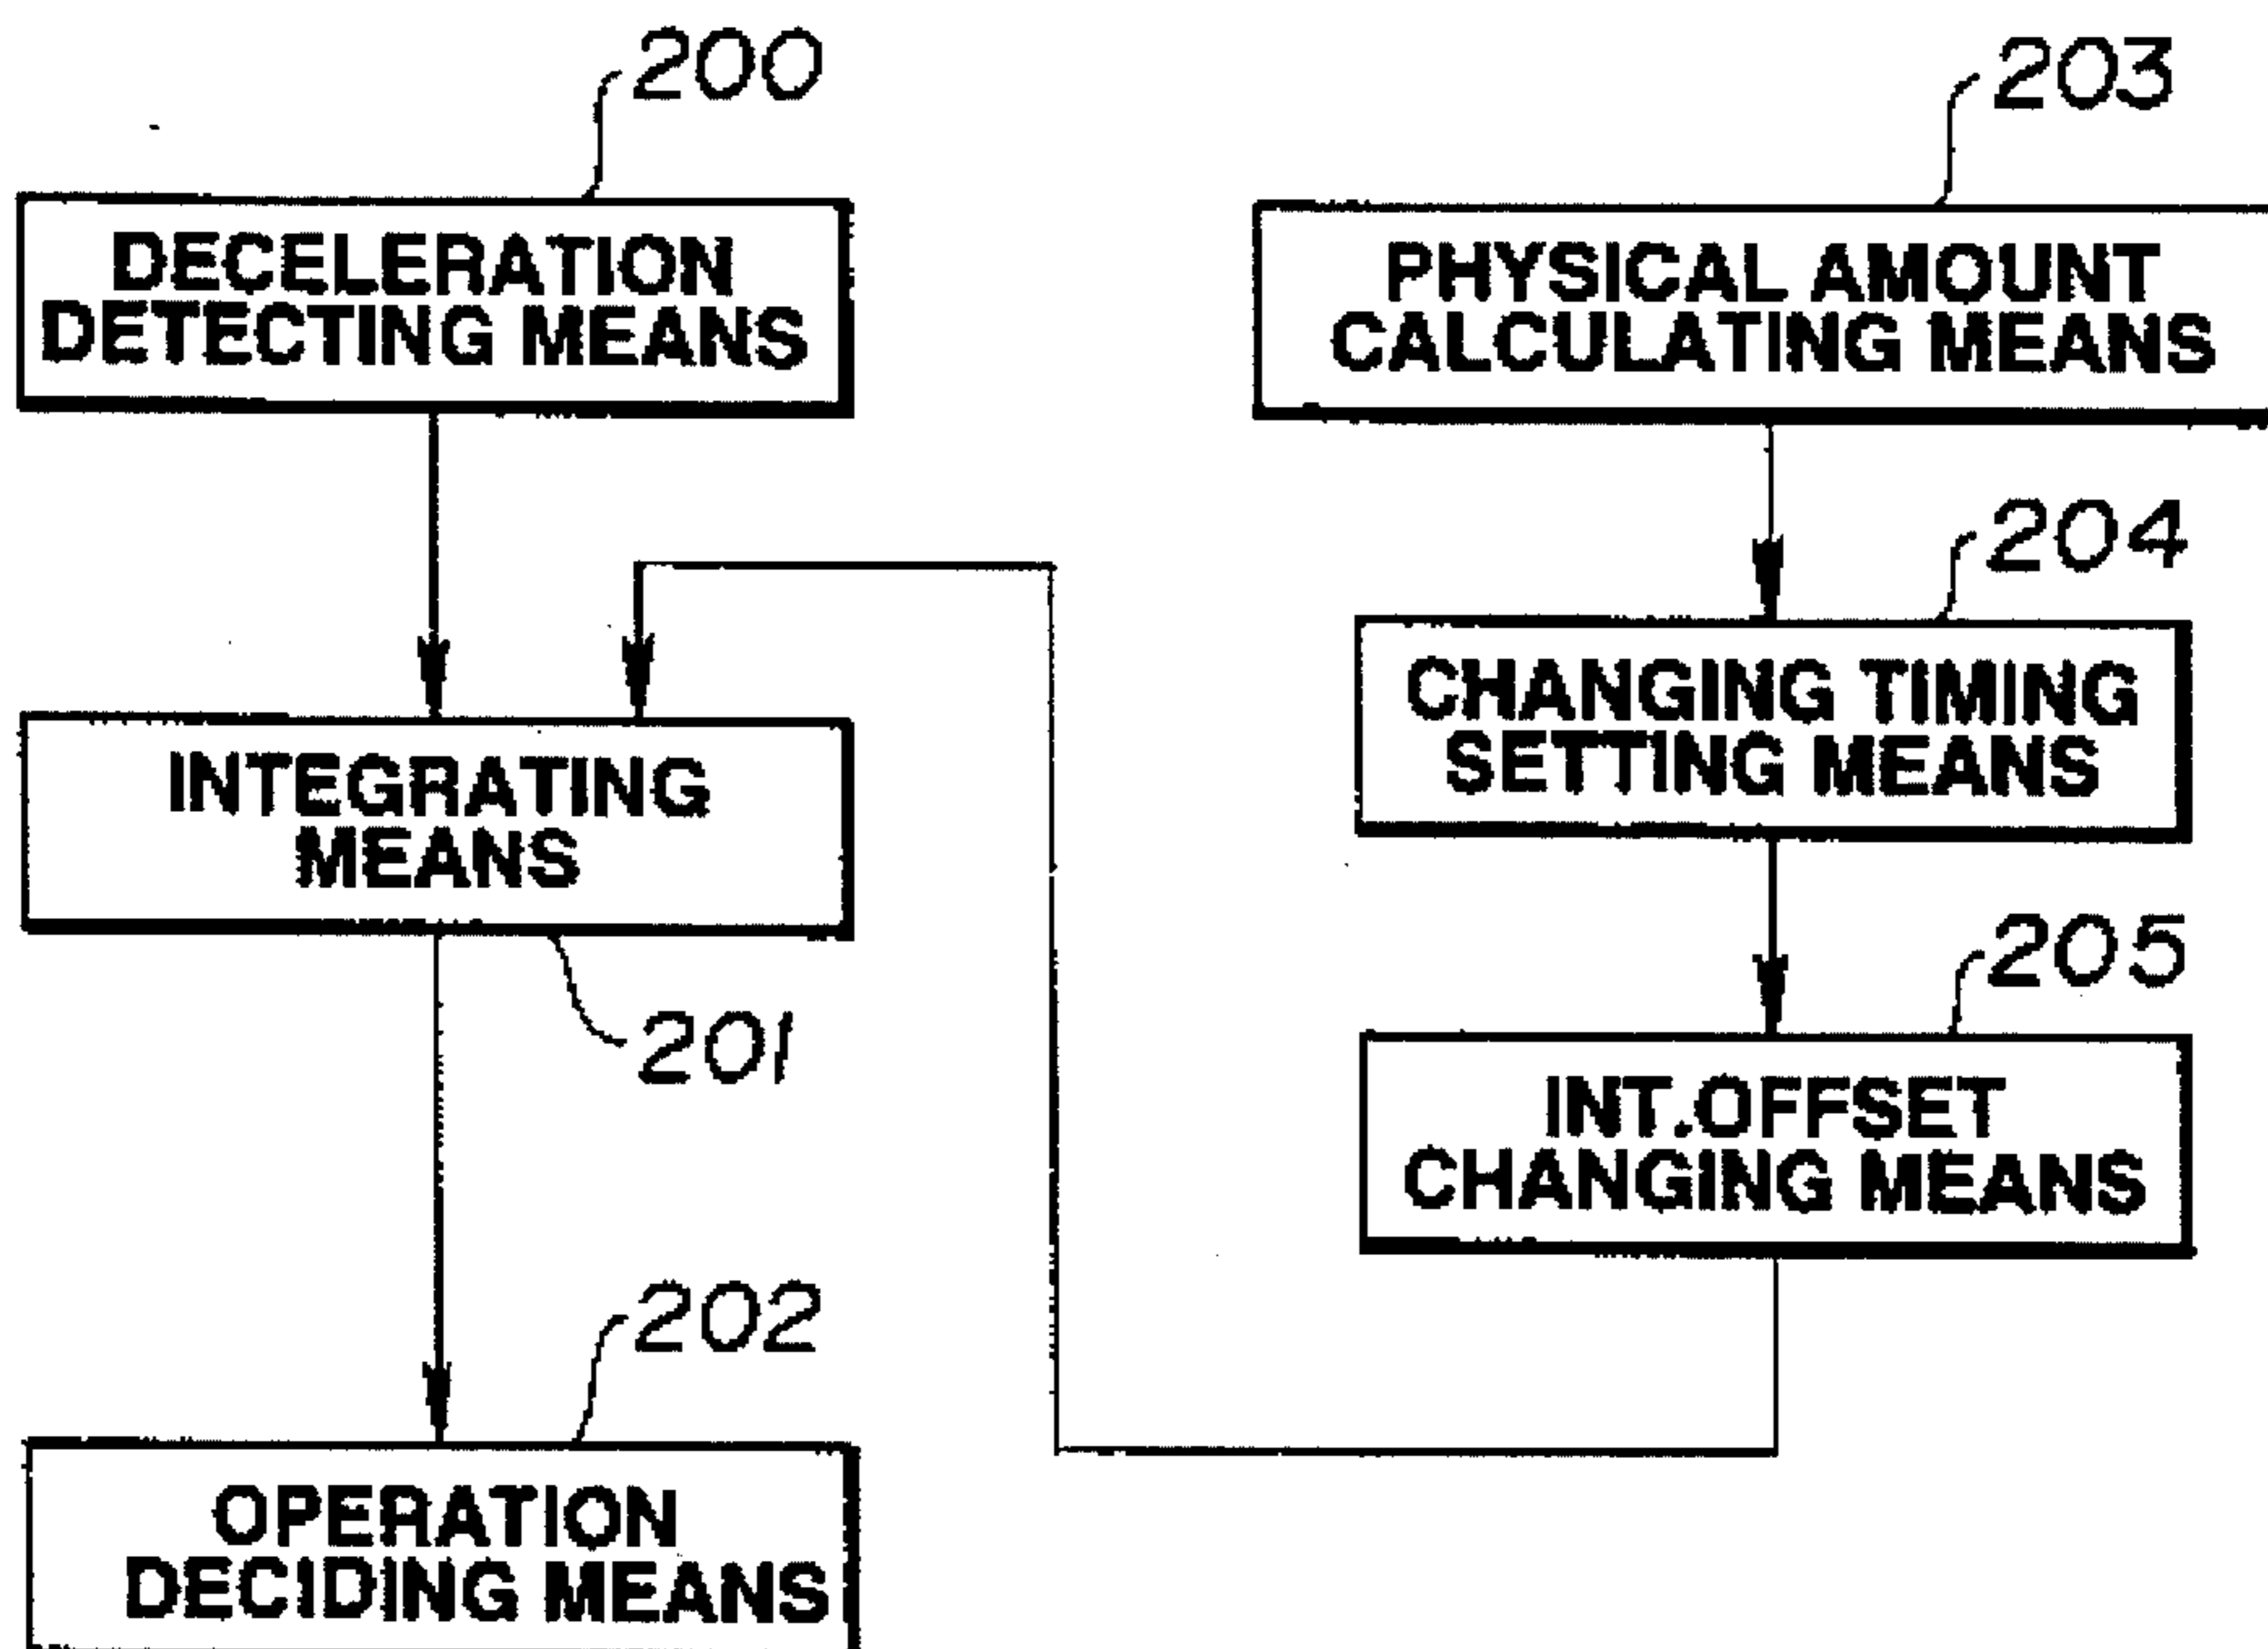 200
DECELERATION
DETECTING MEANS
INTEGRATING
MEANS
201
202
OPERATION
DECIDING MEANS
203
PHYSICAL AMOUNT
CALCULATING MEANS
204
CHANGING TIMING
SETTING MEANS
205
INT.OFFSET
CHANGING MEANS